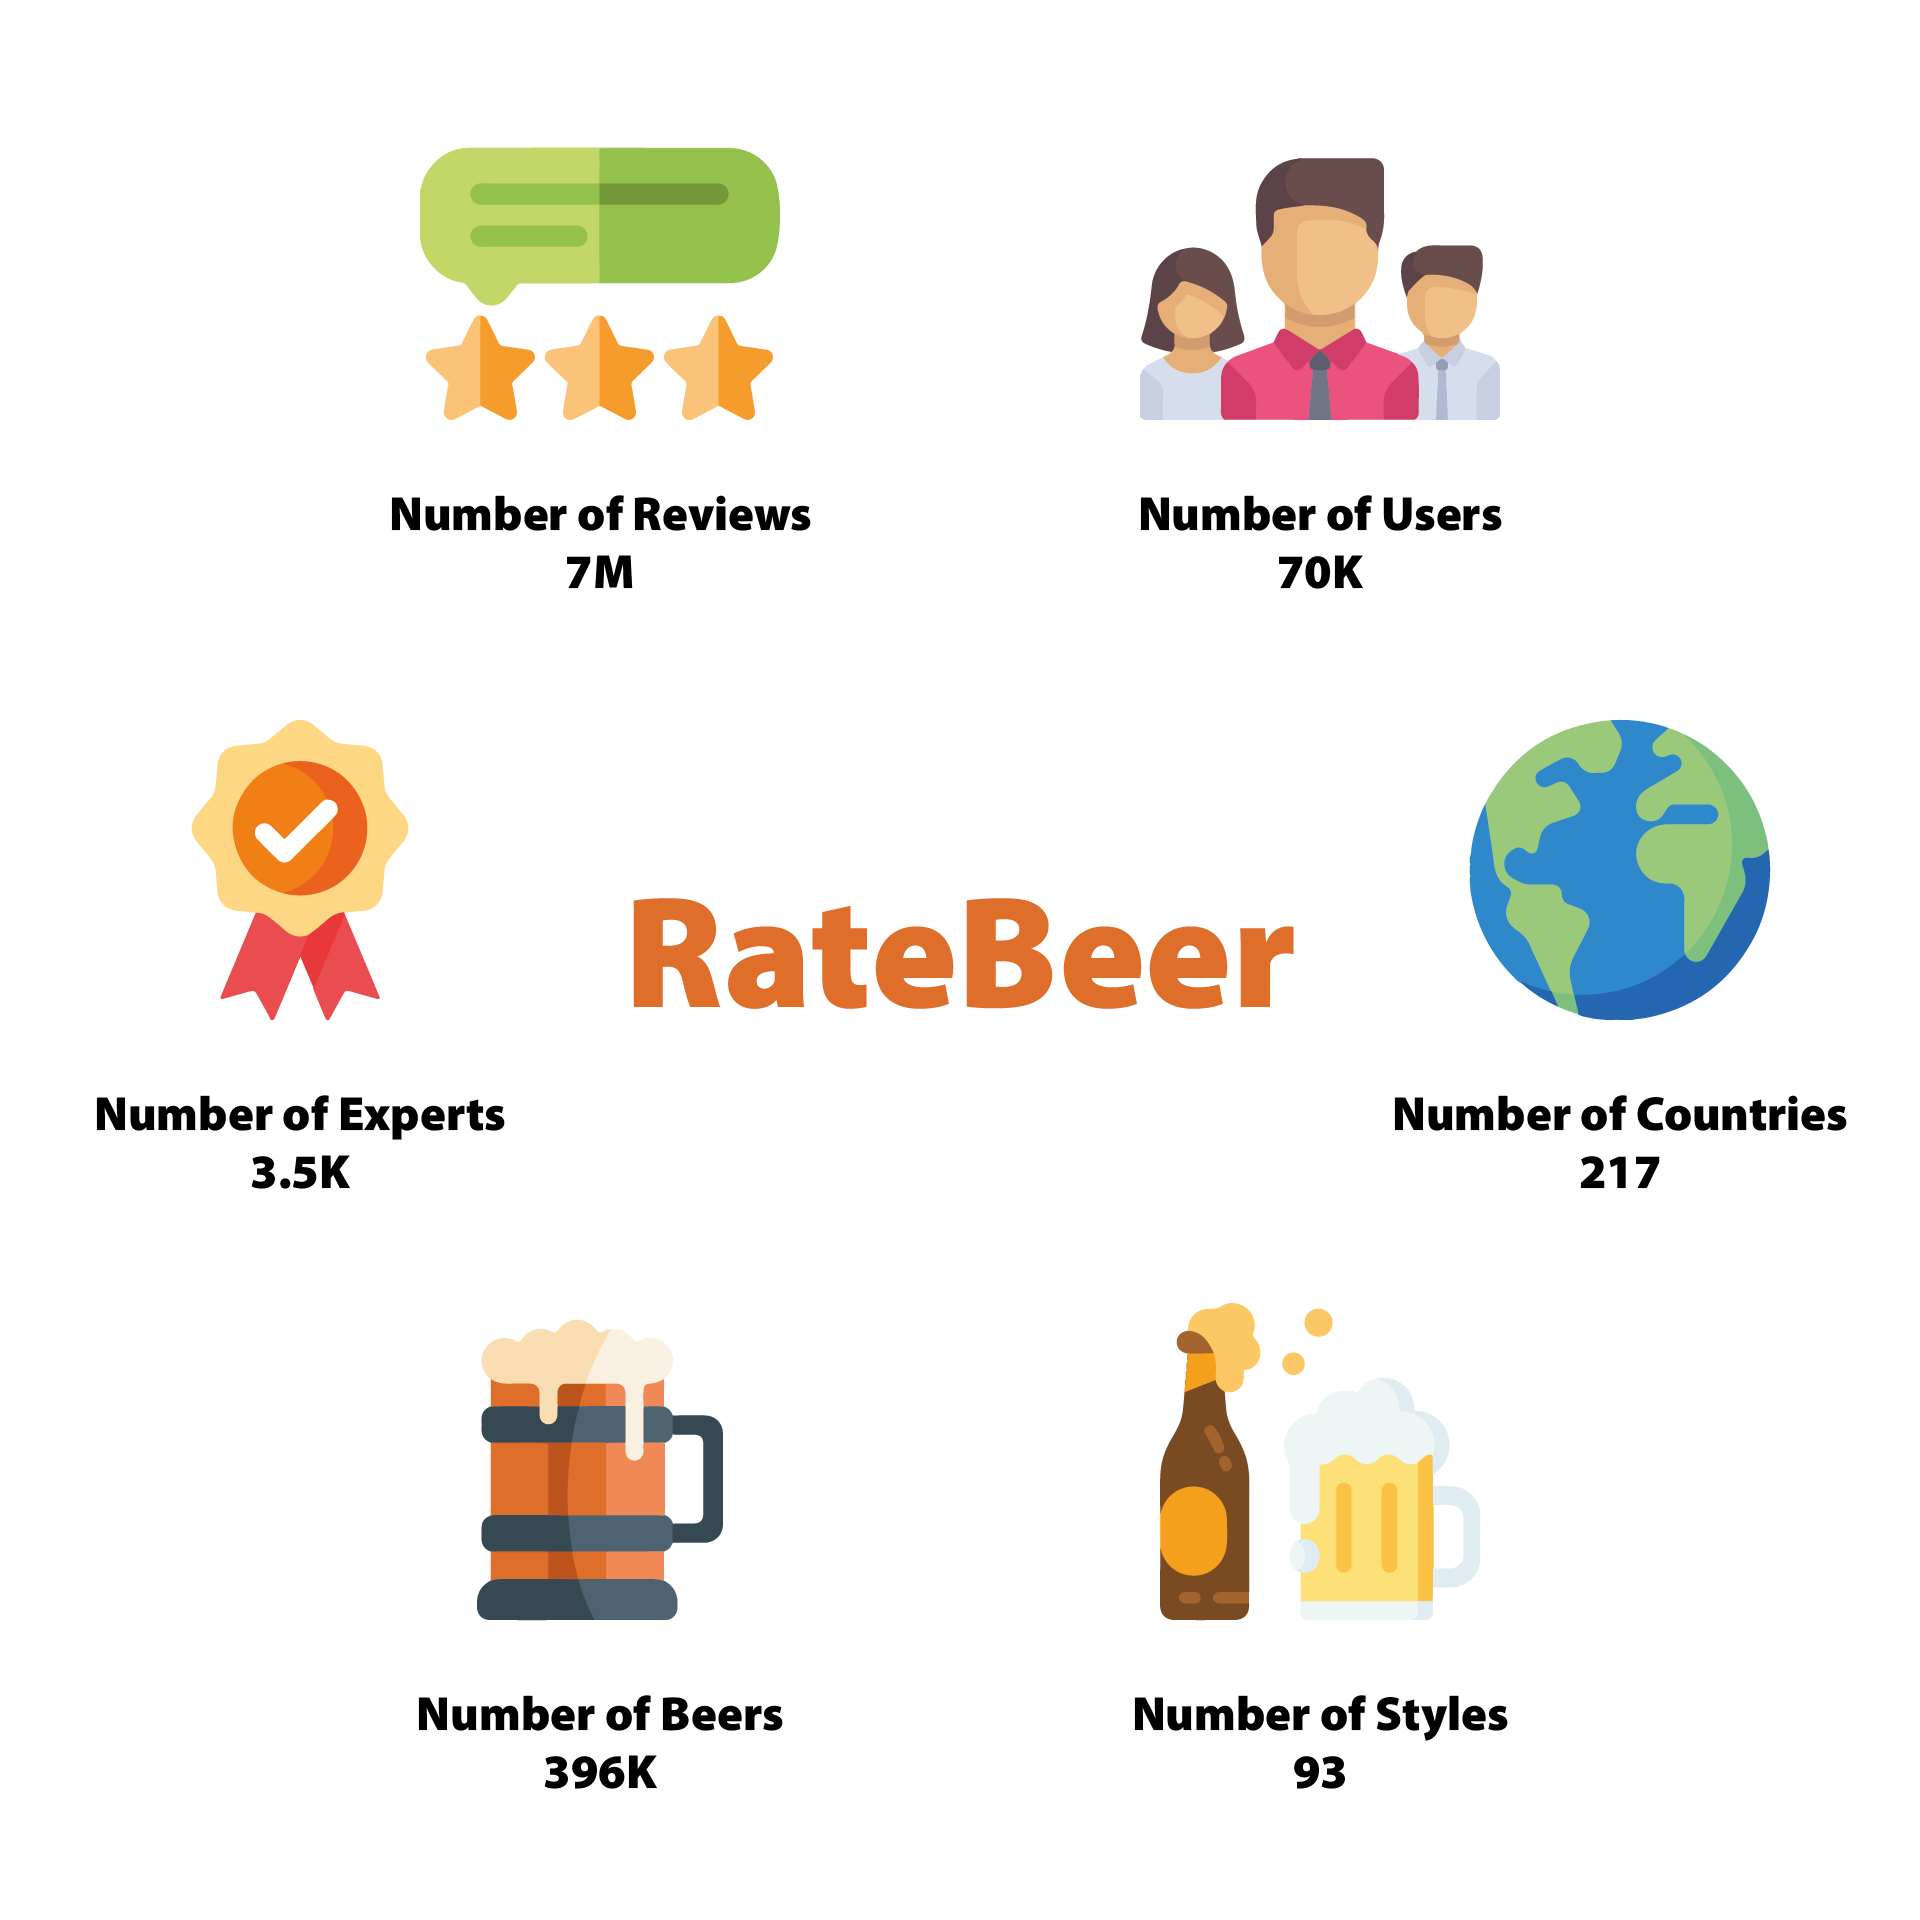 Number of Reviews
7M
Number of Users
70K
RateBeer
Number of Experts
3.5K
Number of Countries
217
Number of Beers
396K
Number of Styles
93